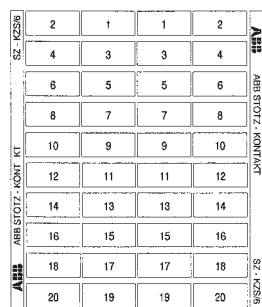 SZ - KZS/6
2 1 1 2
4 3 3 4
6 5 5 6
8 7 7 8
10 9 9 10
12 11 11 12
14 13 13 14
16 15 15 16
18 17 17 18
20 19 19 20
ABB STOTZ - KONT KT
ABB
ABB
ABB STOTZ - KONTAKT
SZ - KZS/6